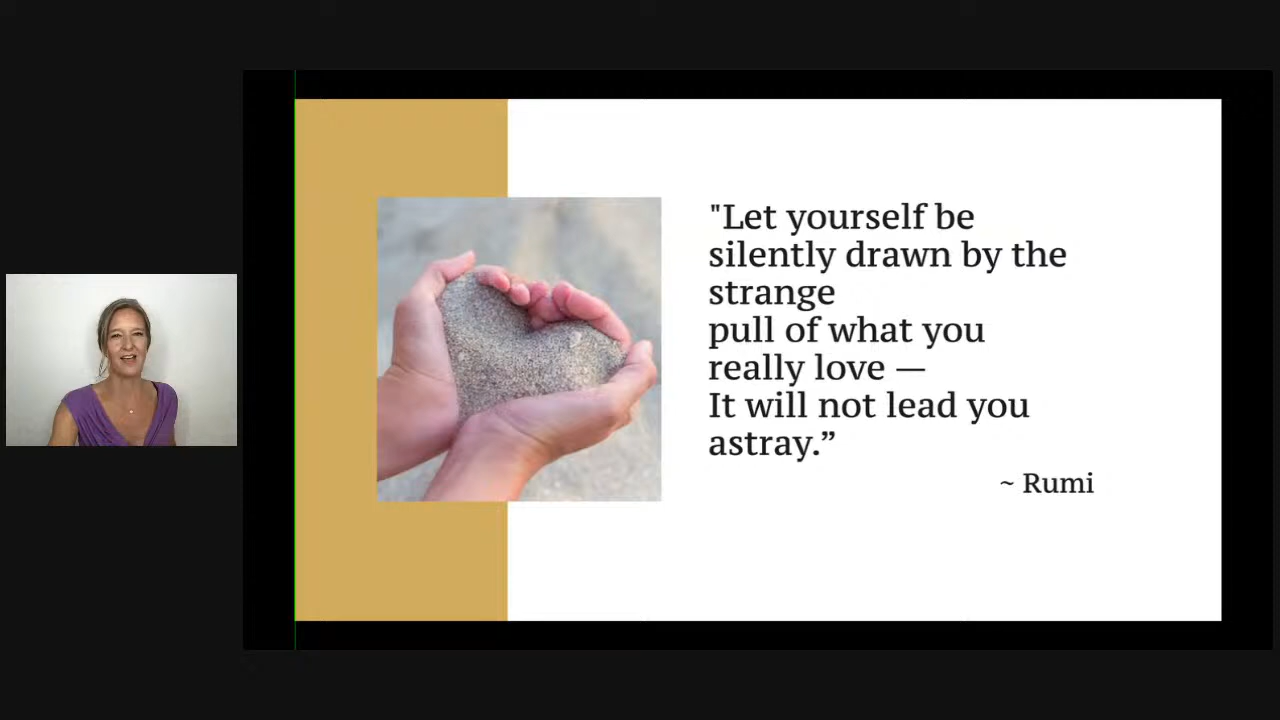 "Let yourself be
silently drawn by the
strange
pull of what you
really love —
It will not lead you
astray.”
~ Rumi